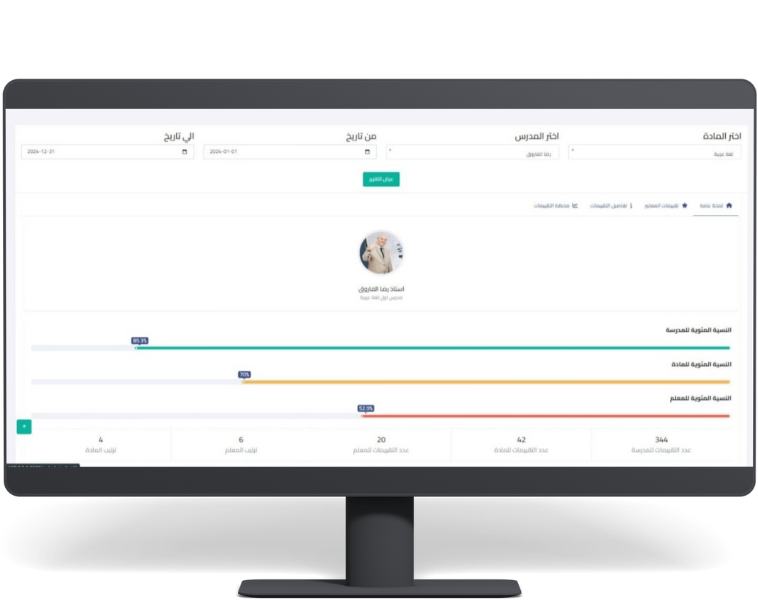 اختر المادة
اختر المدرس
من تاريخ
الي تاريخ
لغة عربية
رضا الفاروق
2024-01-01
2024-12-31
عرض التقرير
لمحة عامة
تقييمات المعلم
تفاصيل التقييمات
مخطط التقييمات
استاذ رضا الفاروق
مدرس اول لغة عربية
النسبة المئوية للمدرسة
85.3%
النسبة المئوية للمادة
70%
النسبة المئوية للمعلم
52.3%
344
42
20
6
4
عدد التقييمات للمدرسة
عدد التقييمات للمادة
عدد التقييمات للمعلم
ترتيب المعلم
ترتيب المادة